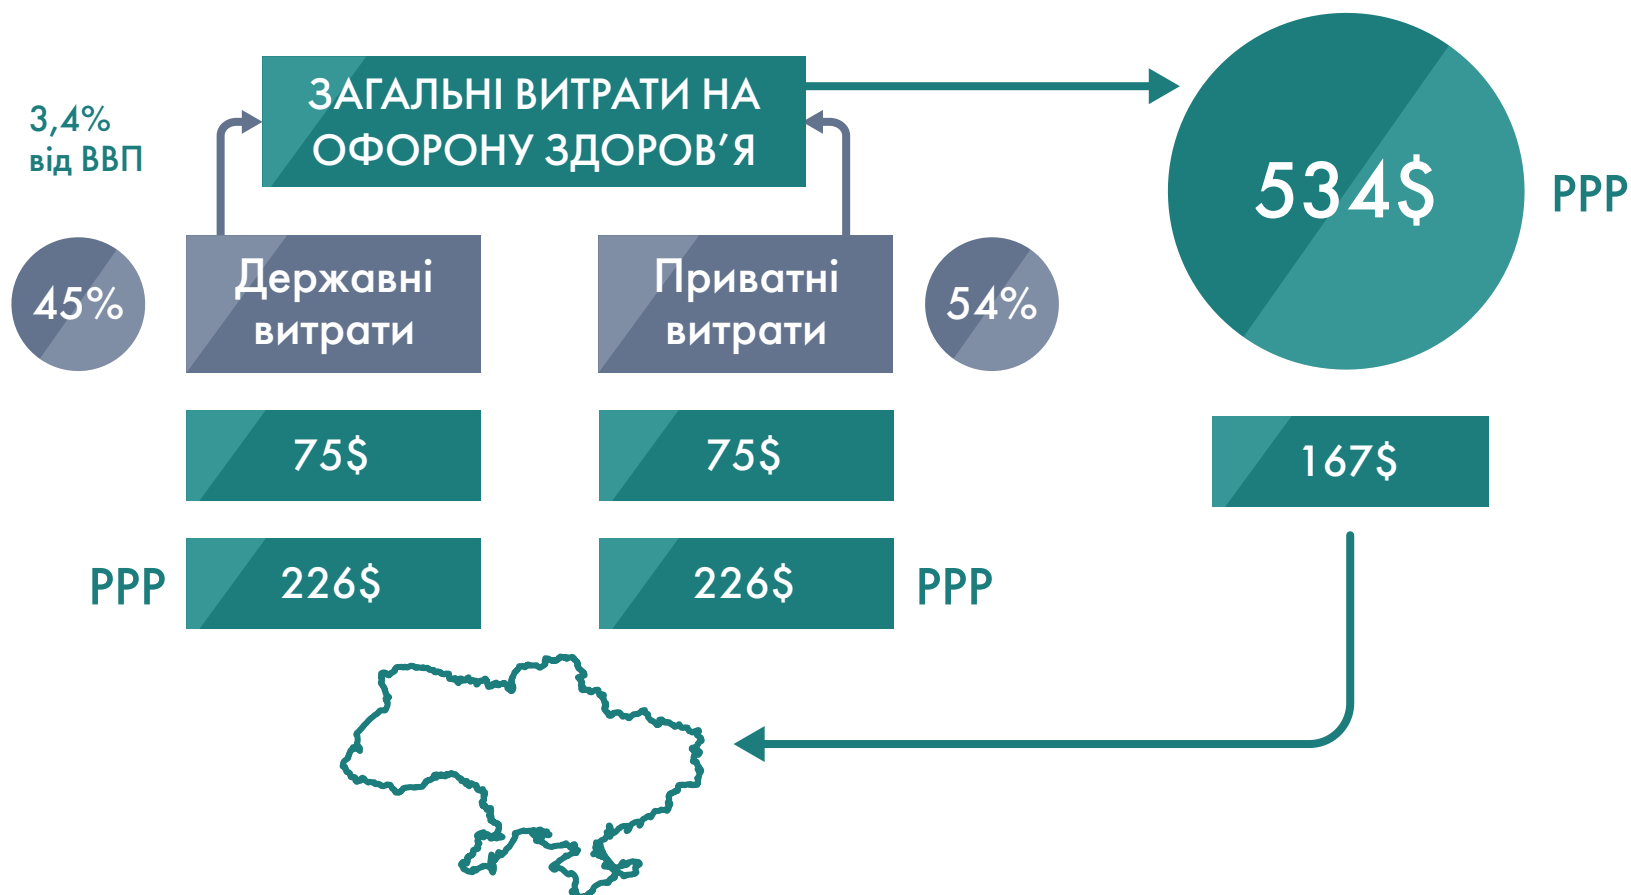 3,4%
від ВВП
ЗАГАЛЬНІ ВИТРАТИ НА
ОФОРОНУ ЗДОРОВ’Я
534$
PPP
45%
Державні
витрати
Приватні
витрати
54%
75$
75$
167$
PPP
226$
226$
PPP